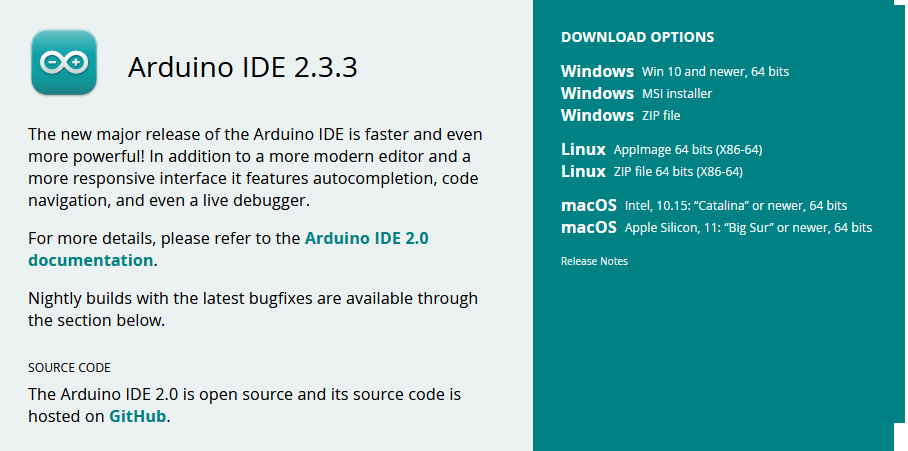 Arduino IDE 2.3.3
The new major release of the Arduino IDE is faster and even
more powerful! In addition to a more modern editor and a
more responsive interface it features autocompletion, code
navigation, and even a live debugger.
For more details, please refer to the Arduino IDE 2.0
documentation.
Nightly builds with the latest bugfixes are available through
the section below.
SOURCE CODE
The Arduino IDE 2.0 is open source and its source code is
hosted on GitHub.
DOWNLOAD OPTIONS
Windows Win 10 and newer, 64 bits
Windows MSI installer
Windows ZIP file
Linux AppImage 64 bits (X86-64)
Linux ZIP file 64 bits (X86-64)
macOS Intel, 10.15: “Catalina” or newer, 64 bits
macOS Apple Silicon, 11: “Big Sur” or newer, 64 bits
Release Notes